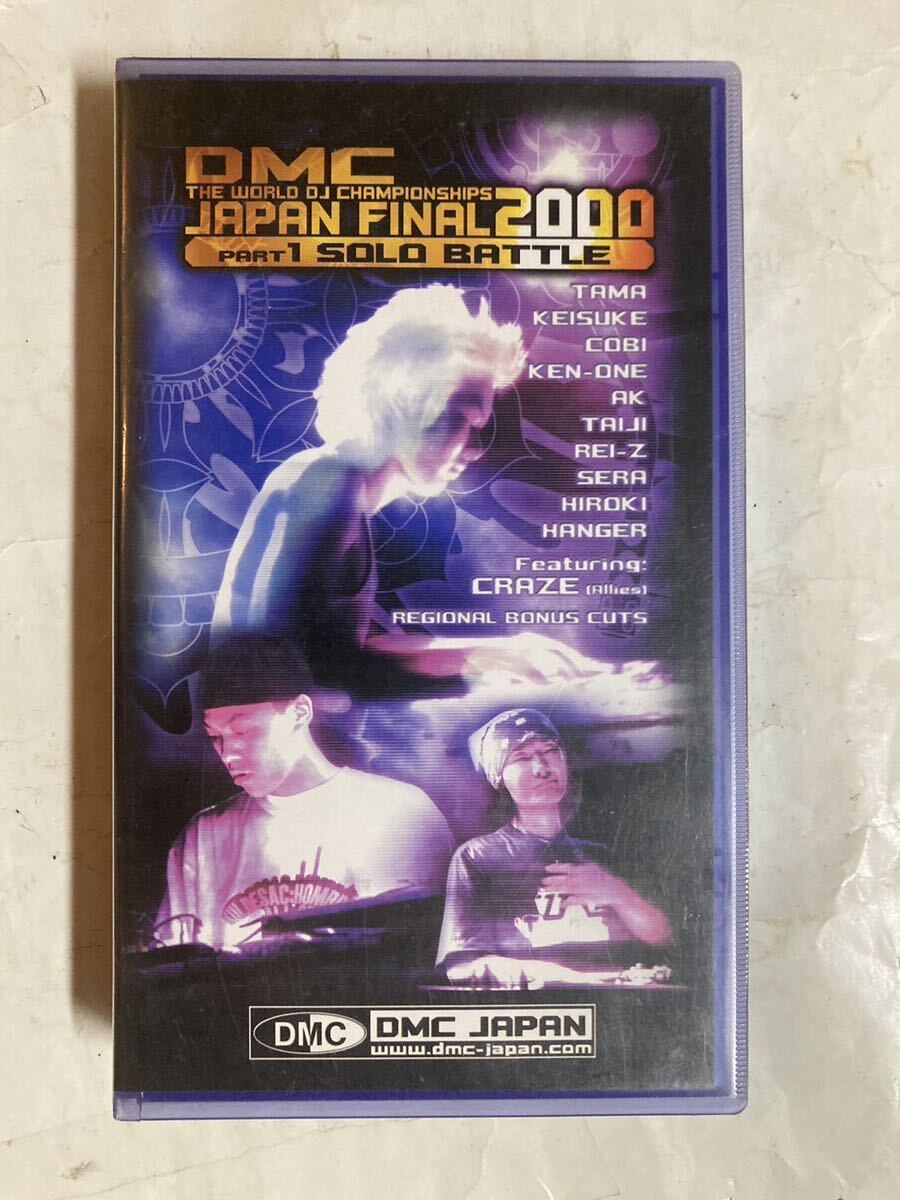 DMC
THE WORLD DJ CHAMPIONSHIPS
JAPAN FINAL 2000
PART 1 SOLO BATTLE
TAMA
KEISUKE
COBI
KEN-ONE
AK
TAIJI
REI-Z
SERA
HIROKI
HANGER
Featuring:
CRAZE (Allies)
REGIONAL BONUS CUTS
DMC
DMC JAPAN
www.dmc-japan.com